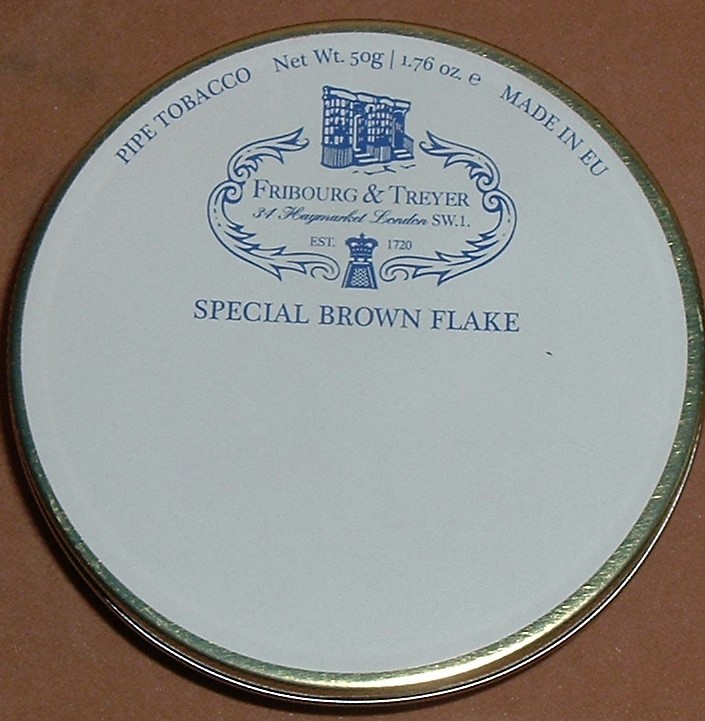 PIPE TOBACCO Net Wt. 50g | 1.76 oz. e MADE IN EU
FRIBOURG & TREYER
34 Haymarket London SW.1.
EST. 1720
SPECIAL BROWN FLAKE